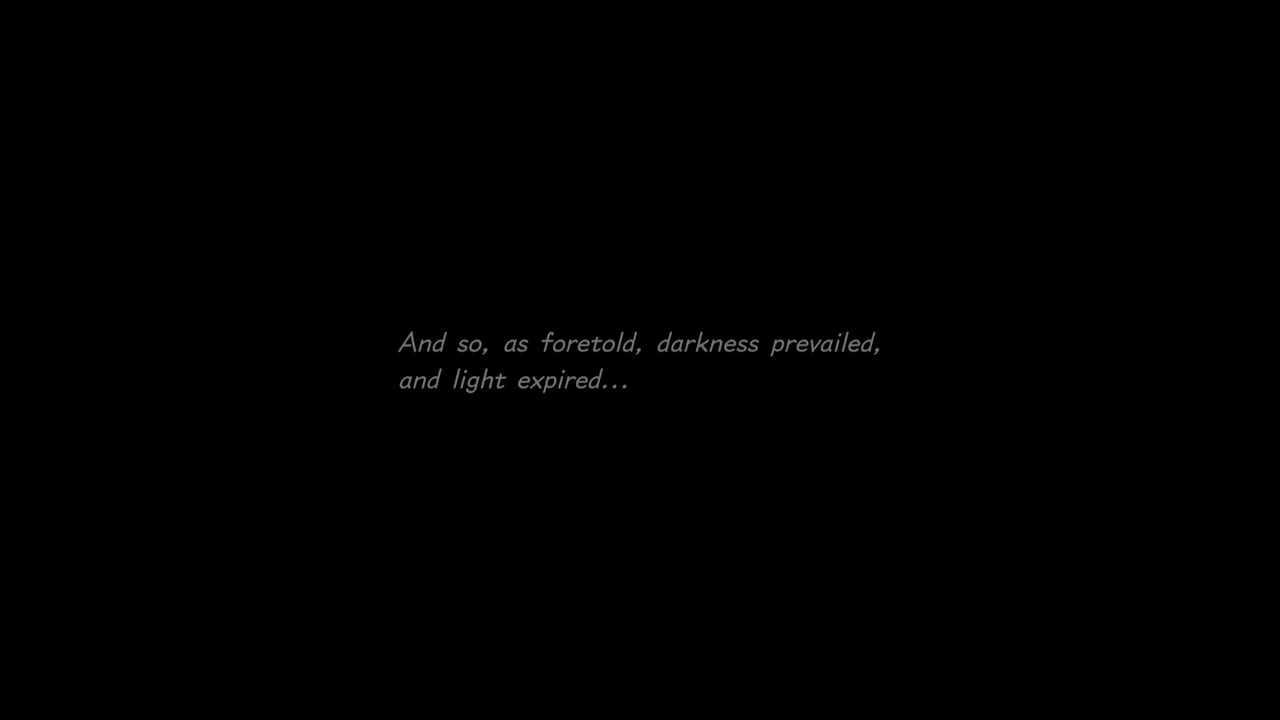 And so, as foretold, darkness prevailed,
and light expired...